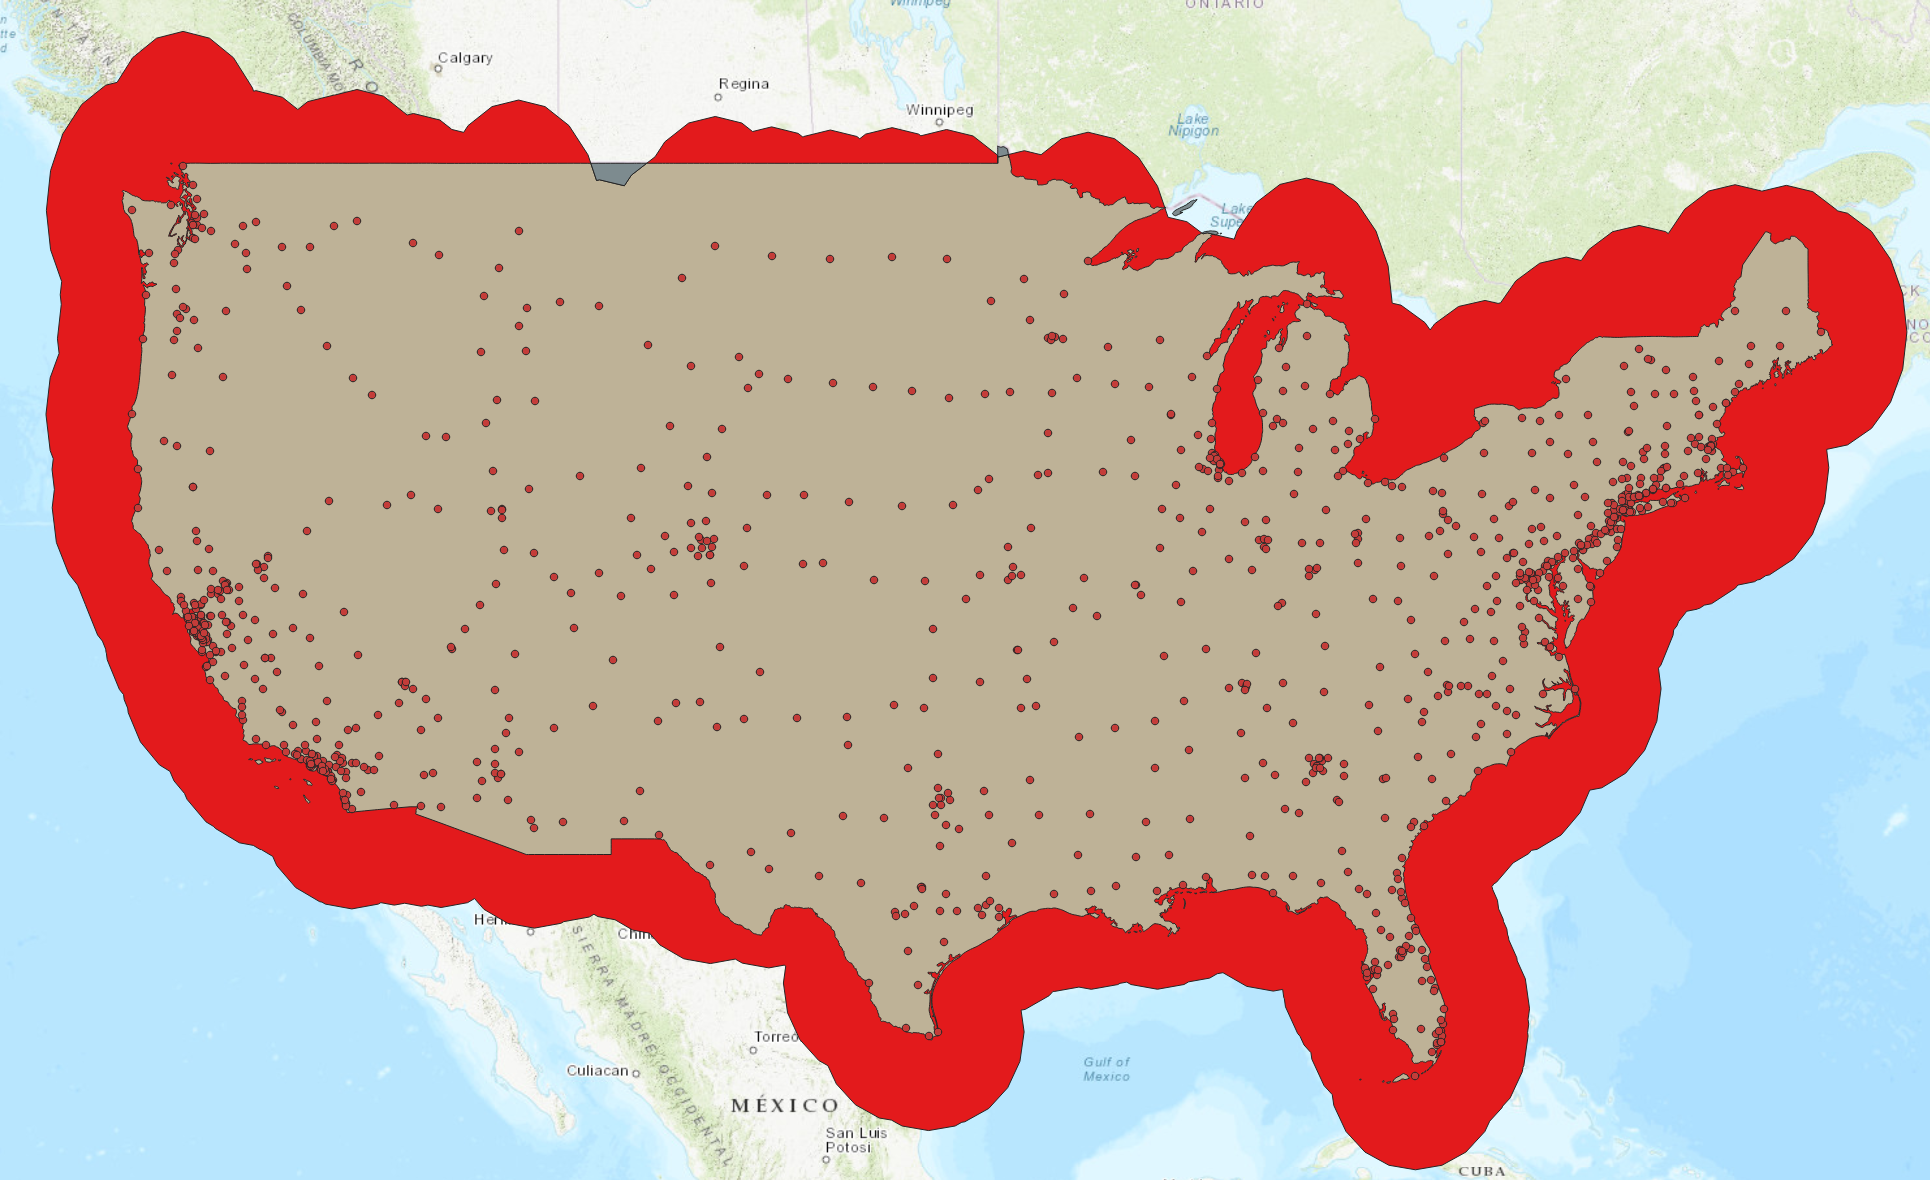 Winnipeg
ONTARIO
COLUMBIA MO
R O
Calgary
Regina
Winnipeg
Lake
Nipigon
Lake
Supe
Herm
Chih
SIERRA MADRE OCCIDENTAL
Torreo
Culiacan
MÉXICO
San Luis
Potosi
Gulf of
Mexico
CUBA